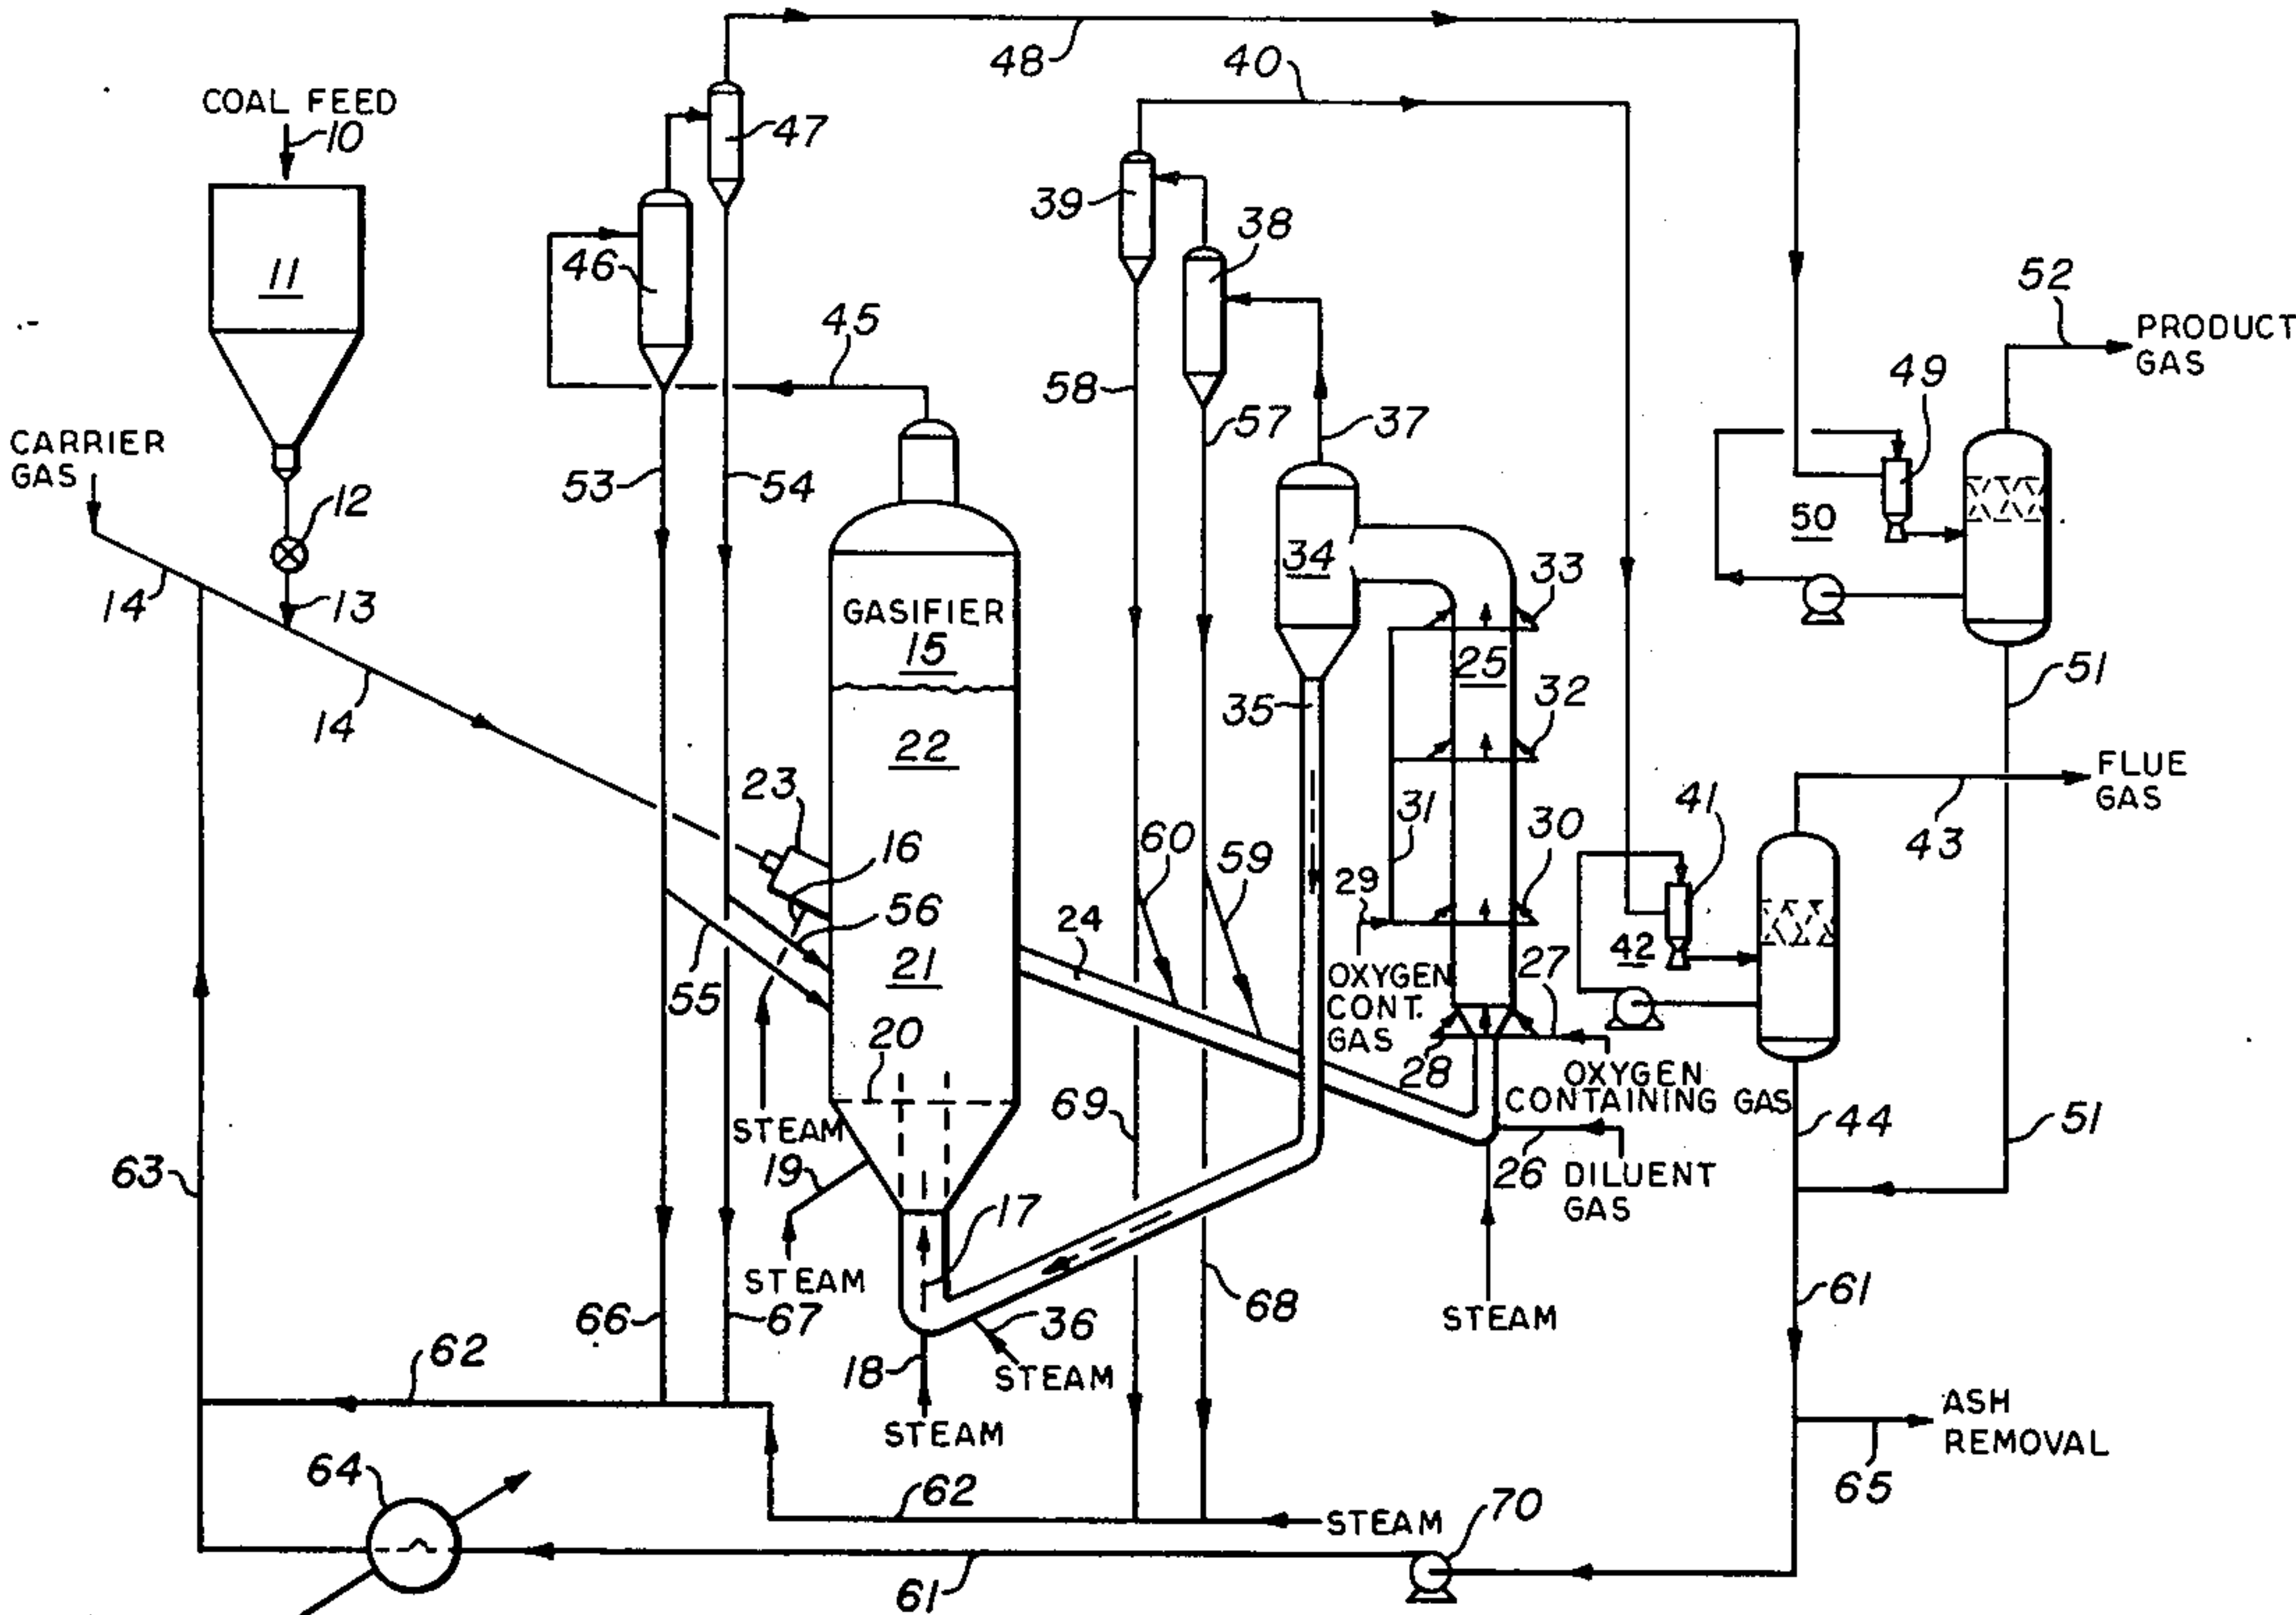 48
40
COAL FEED
10
47
39
38
11
46
52
PRODUCT
GAS
45
49
58
57
37
CARRIER
GAS
53
54
12
50
34
33
14
13
GASIFIER
15
25
51
35
32
14
22
FLUE
GAS
23
31
41
43
16
60
59
30
29
56
24
42
27
21
OXYGEN
CONT.
GAS
55
20
28
OXYGEN
CONTAINING GAS
STEAM
69
44
51
63
19
26
DILUENT
GAS
17
STEAM
66
67
36
68
STEAM
61
62
18
STEAM
STEAM
ASH
REMOVAL
64
62
STEAM
70
65
61